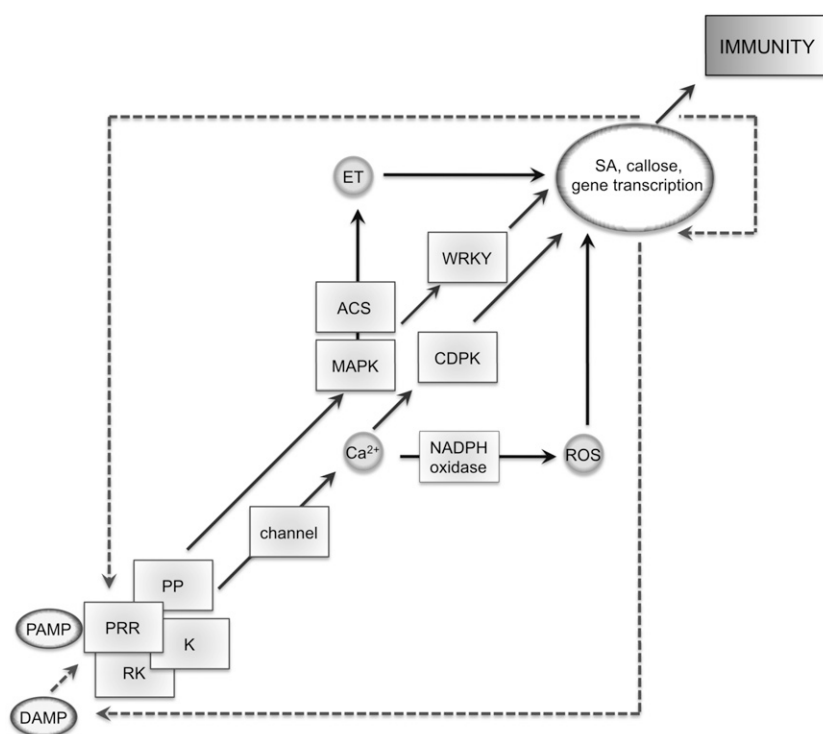 IMMUNITY
SA, callose,
gene transcription
ET
WRKY
ACS
MAPK
CDPK
Ca²⁺
NADPH
oxidase
ROS
channel
PP
PAMP
PRR
K
RK
DAMP